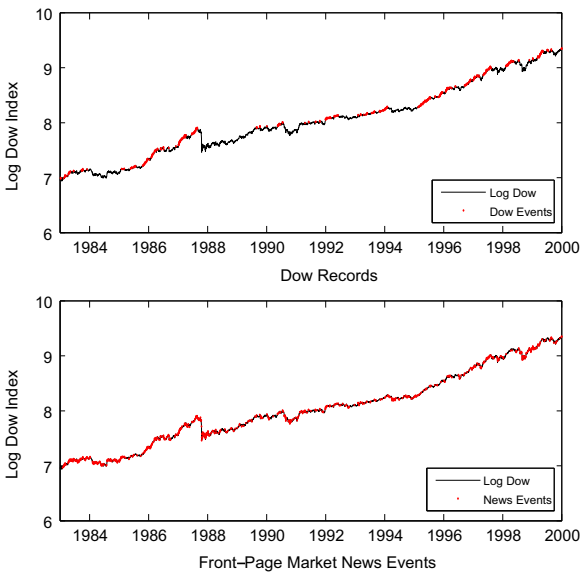 10
9
8
7
6
Log Dow Index
Log Dow
Dow Events
1984 1986 1988 1990 1992 1994 1996 1998 2000
Dow Records
10
9
8
7
6
Log Dow Index
Log Dow
News Events
1984 1986 1988 1990 1992 1994 1996 1998 2000
Front–Page Market News Events